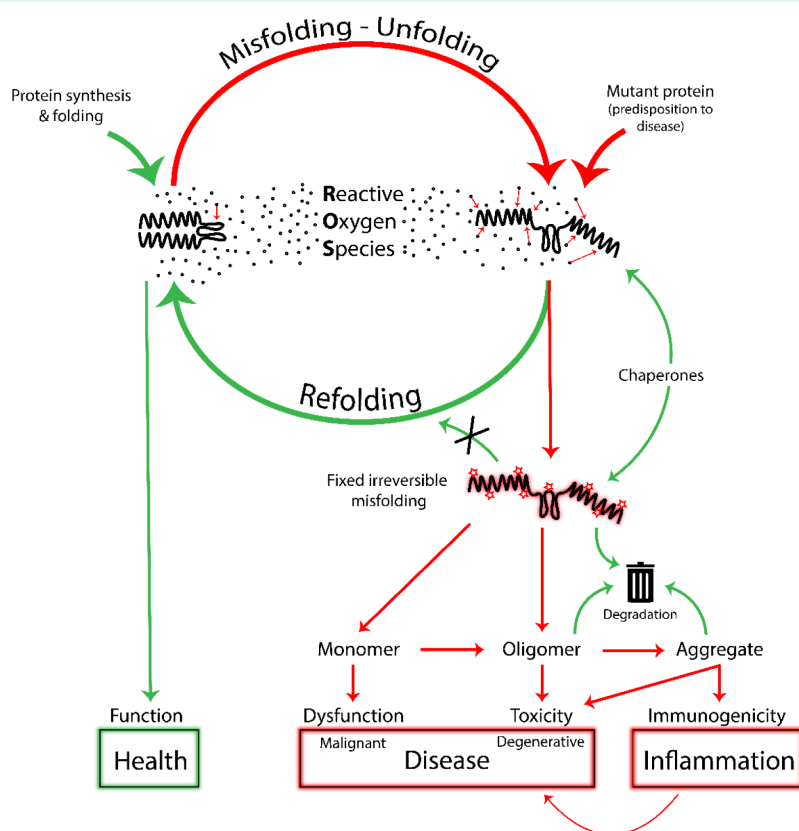 Misfolding - Unfolding
Protein synthesis
& folding
Mutant protein
(predisposition to
disease)
Reactive
Oxygen
Species
Chaperones
Refolding
Fixed irreversible
misfolding
Degradation
Monomer
Oligomer
Aggregate
Function
Dysfunction
Toxicity
Immunogenicity
Malignant
Degenerative
Health
Disease
Inflammation